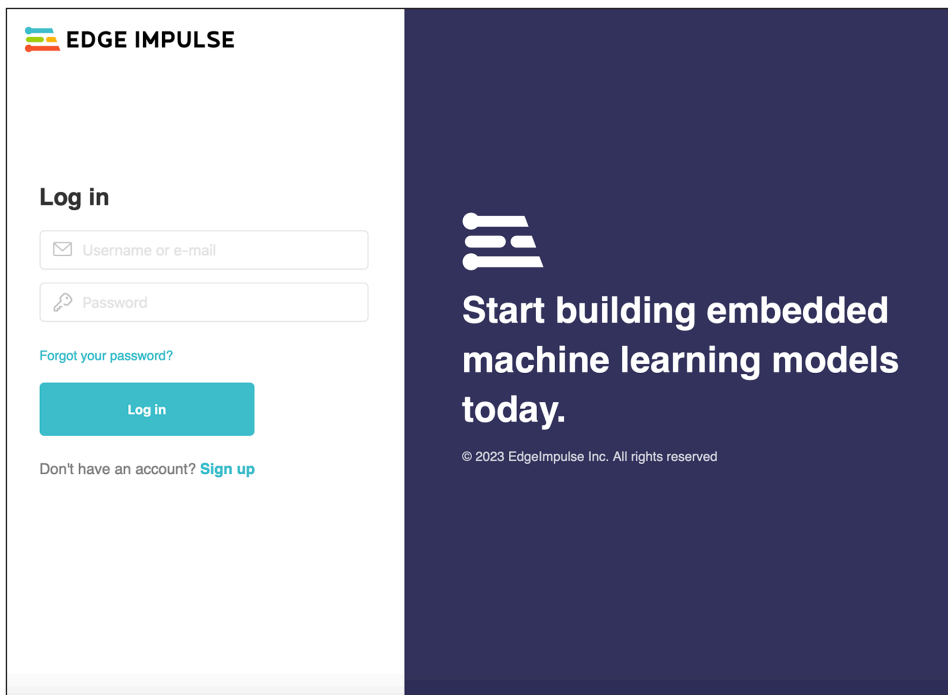 EDGE IMPULSE
Log in
Username or e-mail
Password
Forgot your password?
Log in
Don't have an account? Sign up
Start building embedded
machine learning models
today.
© 2023 EdgeImpulse Inc. All rights reserved